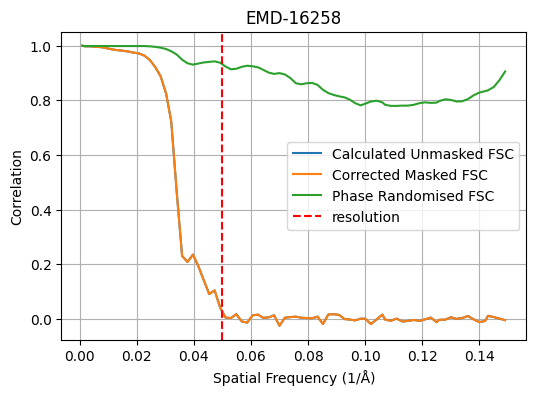 EMD-16258
1.0
0.8
0.6
0.4
0.2
0.0
Correlation
Calculated Unmasked FSC
Corrected Masked FSC
Phase Randomised FSC
resolution
0.00 0.02 0.04 0.06 0.08 0.10 0.12 0.14
Spatial Frequency (1/Å)